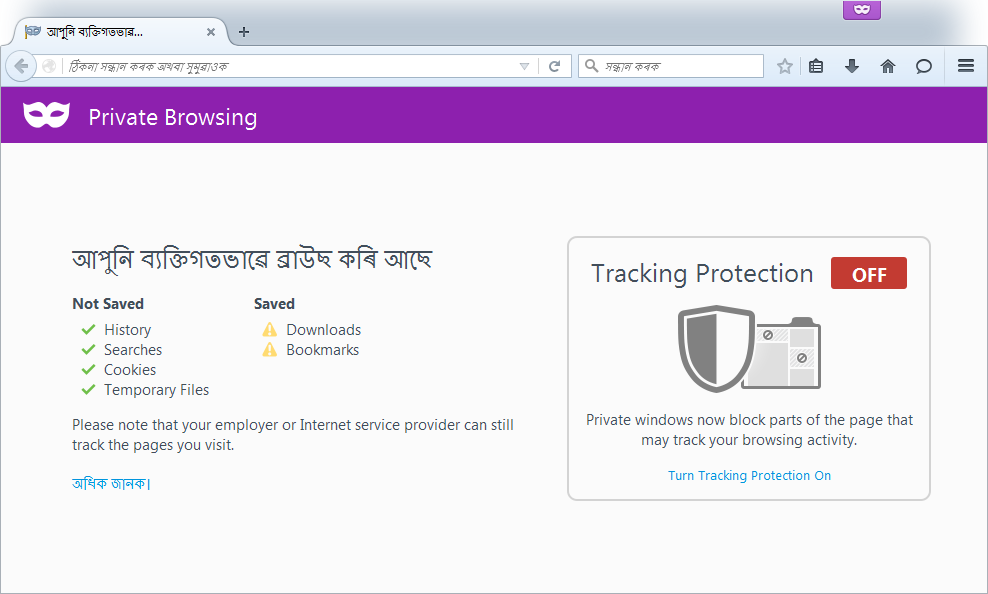 আপুনি ব্যক্তিগতভাৱে...
ঠিকনা সন্ধান কৰক অথবা সুমুৱাওক
সন্ধান কৰক
Private Browsing
আপুনি ব্যক্তিগতভাৱে ব্ৰাউছ কৰি আছে
Not Saved
History
Searches
Cookies
Temporary Files
Saved
Downloads
Bookmarks
Please note that your employer or Internet service provider can still
track the pages you visit.
অধিক জানক।
Tracking Protection OFF
Private windows now block parts of the page that
may track your browsing activity.
Turn Tracking Protection On